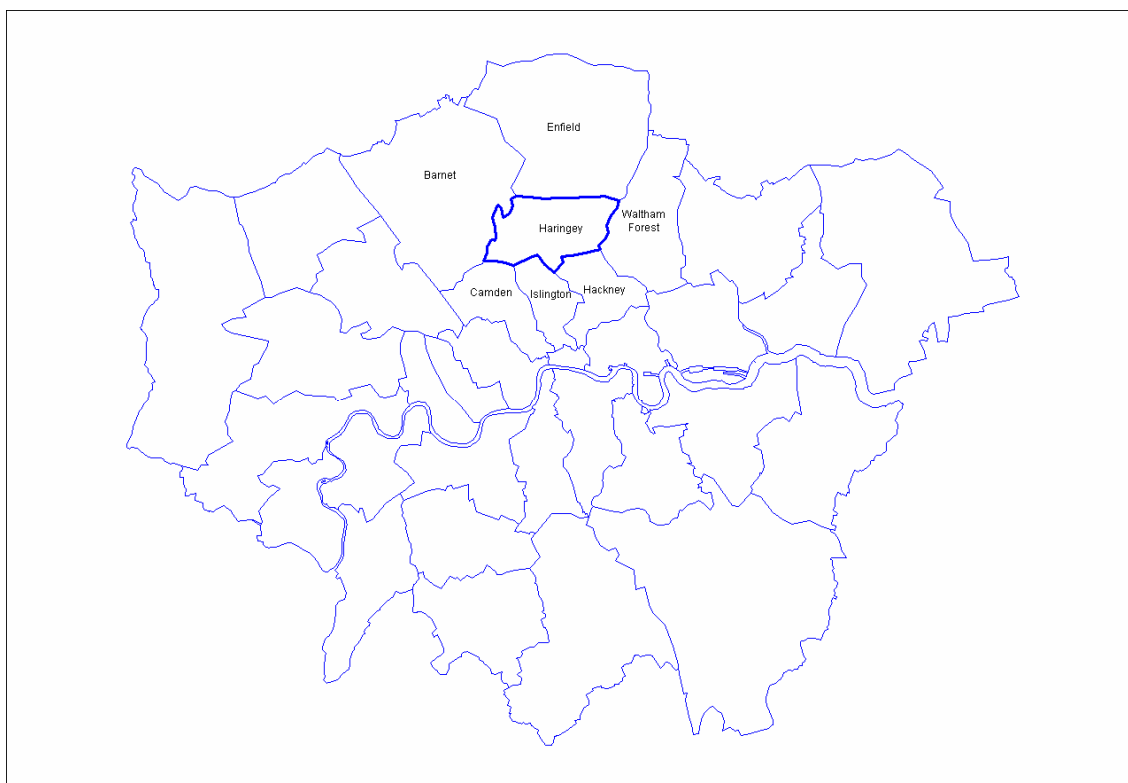 Enfield
Barnet
Waltham
Forest
Haringey
Camden
Islington
Hackney